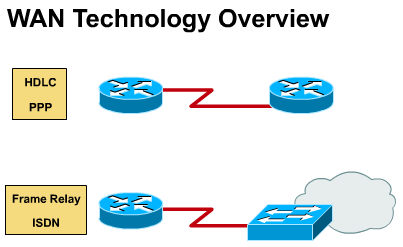 WAN Technology Overview
HDLC
PPP
Frame Relay
ISDN